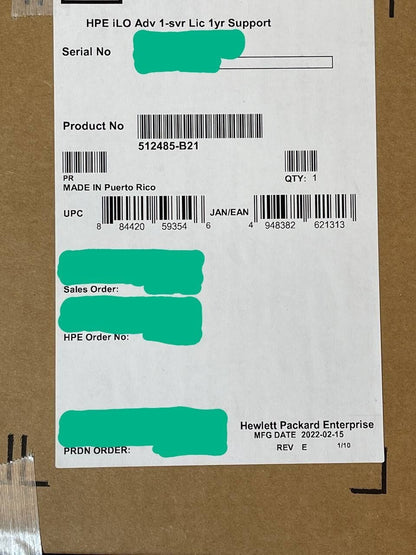 HPE iLO Adv 1-svr Lic 1yr Support
Serial No
Product No
512485-B21
PR
MADE IN Puerto Rico
QTY: 1
UPC
8 84420 59354 6
JAN/EAN
4 948382 621313
Sales Order:
HPE Order No:
PRDN ORDER:
Hewlett Packard Enterprise
MFG DATE 2022-02-15
REV E 1/10